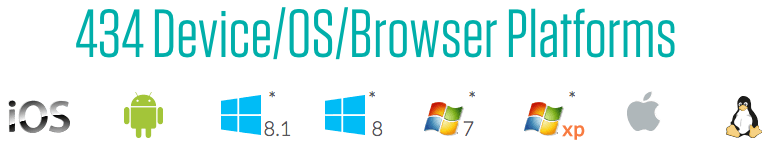 434 Device/OS/Browser Platforms
iOS * 8.1 * 8 * 7 * xp